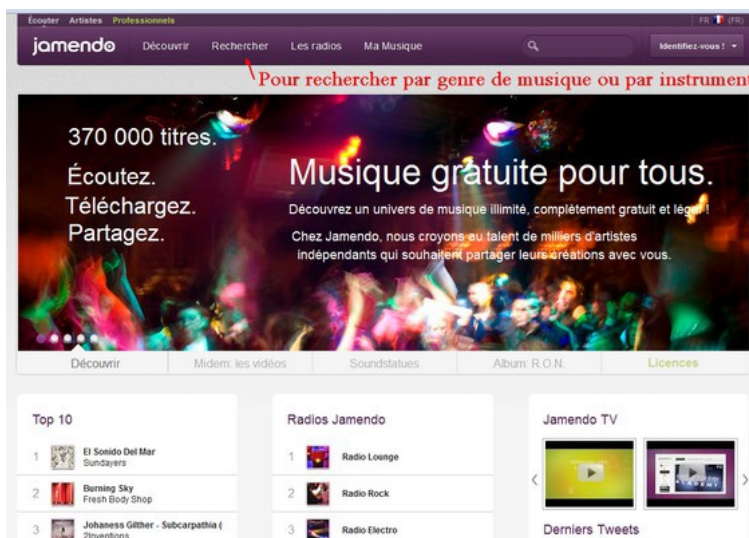 Écouter Artistes Professionnels FR (FR)
jamendo Découvrir Rechercher Les radios Ma Musique Identifiez-vous !
Pour rechercher par genre de musique ou par instrument
370 000 titres.
Écoutez.
Téléchargez.
Partagez.
Musique gratuite pour tous.
Découvrez un univers de musique illimité, complètement gratuit et légal !
Chez Jamendo, nous croyons au talent de milliers d'artistes
indépendants qui souhaitent partager leurs créations avec vous.
Découvrir Midem: les vidéos Soundstatues Album: R.O.N. Licences
Top 10
1 El Sonido Del Mar
Sundayers
2 Burning Sky
Fresh Body Shop
3 Johaness Gilther - Subcarpathia (
2Inventions
Radios Jamendo
1 Radio Lounge
2 Radio Rock
3 Radio Electro
Jamendo TV
Derniers Tweets